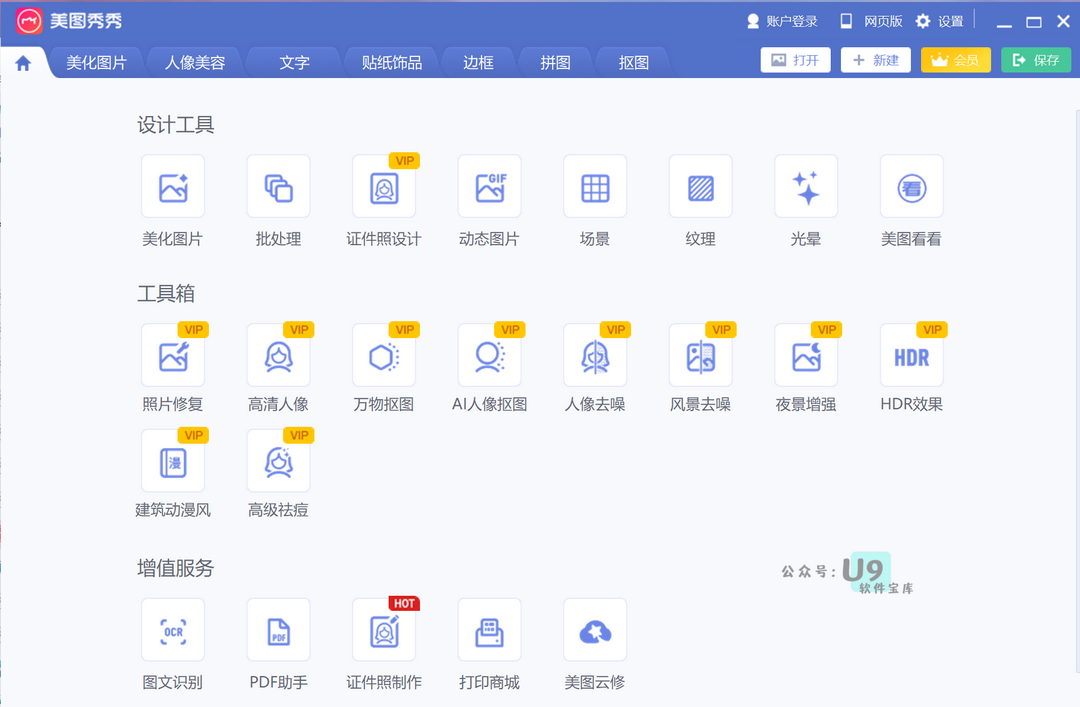 美图秀秀
账户登录 网页版 设置
美化图片 人像美容 文字 贴纸饰品 边框 拼图 抠图 打开 新建 会员 保存
设计工具
VIP
GIF
看
美化图片 批处理 证件照设计 动态图片 场景 纹理 光晕 美图看看
工具箱
VIP VIP VIP VIP VIP VIP VIP VIP
HDR
照片修复 高清人像 万物抠图 AI人像抠图 人像去噪 风景去噪 夜景增强 HDR效果
VIP VIP
漫
建筑动漫风 高级祛痘
增值服务
公众号:U9
软件宝库
HOT
OCR PDF
图文识别 PDF助手 证件照制作 打印商城 美图云修